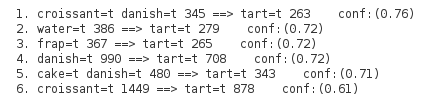 1. croissant=t danish=t 345 ==> tart=t 263    conf:(0.76)
2. water=t 386 ==> tart=t 279    conf:(0.72)
3. frap=t 367 ==> tart=t 265    conf:(0.72)
4. danish=t 990 ==> tart=t 708    conf:(0.72)
5. cake=t danish=t 480 ==> tart=t 343    conf:(0.71)
6. croissant=t 1449 ==> tart=t 878    conf:(0.61)